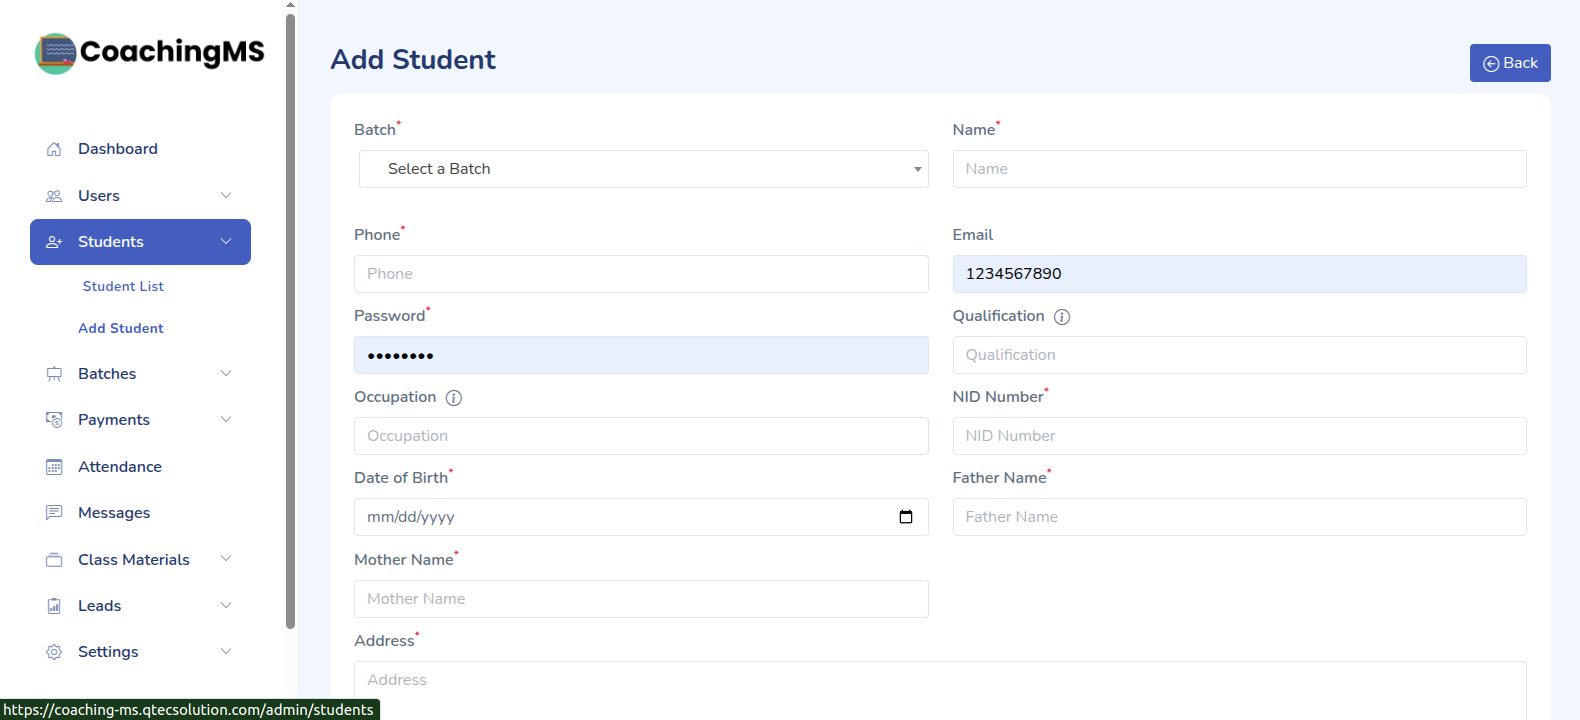 CoachingMS
Dashboard
Users
Students
Student List
Add Student
Batches
Payments
Attendance
Messages
Class Materials
Leads
Settings
Add Student
Back
Batch*
Select a Batch
Name*
Name
Phone*
Phone
Email
1234567890
Password*
••••••••
Qualification
Qualification
Occupation
Occupation
NID Number*
NID Number
Date of Birth*
mm/dd/yyyy
Father Name*
Father Name
Mother Name*
Mother Name
Address*
Address
https://coaching-ms.qtecsolution.com/admin/students